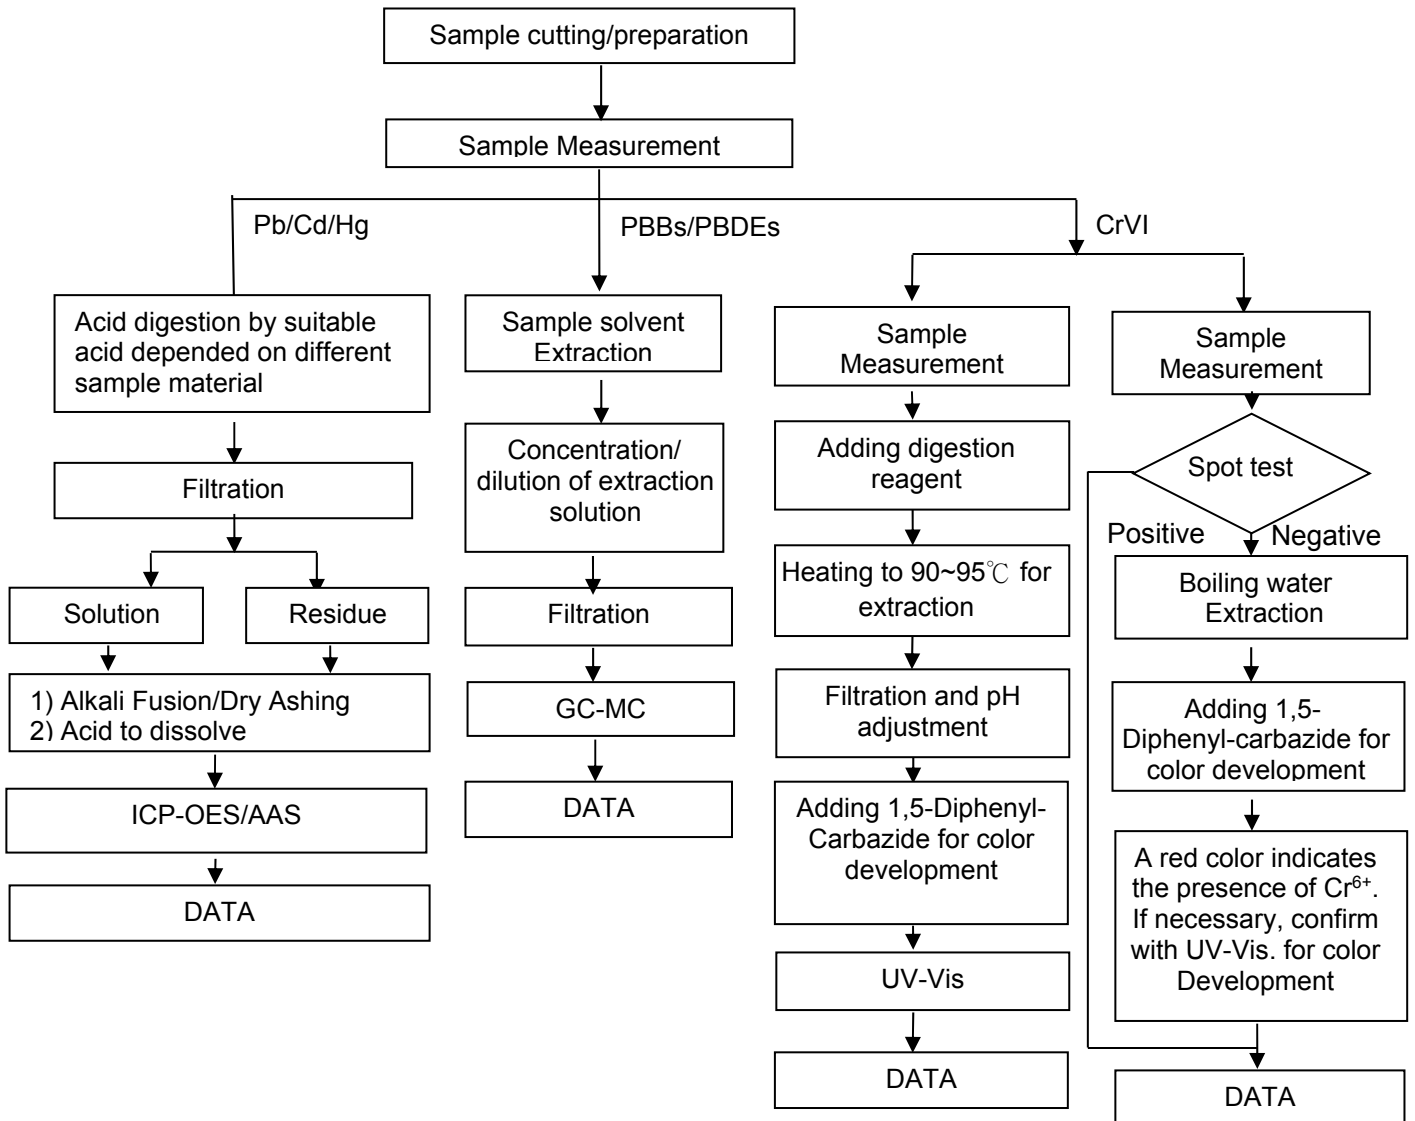 Sample cutting/preparation
Sample Measurement
Pb/Cd/Hg
PBBs/PBDEs
CrVI
Acid digestion by suitable
acid depended on different
sample material
Filtration
Solution
Residue
1) Alkali Fusion/Dry Ashing
2) Acid to dissolve
ICP-OES/AAS
DATA
Sample solvent
Extraction
Concentration/
dilution of extraction
solution
Filtration
GC-MC
DATA
Sample
Measurement
Adding digestion
reagent
Heating to 90~95℃ for
extraction
Filtration and pH
adjustment
Adding 1,5-Diphenyl-
Carbazide for color
development
UV-Vis
DATA
Sample
Measurement
Spot test
Positive
Negative
Boiling water
Extraction
Adding 1,5-
Diphenyl-carbazide for
color development
A red color indicates
the presence of Cr⁶⁺.
If necessary, confirm
with UV-Vis. for color
Development
DATA